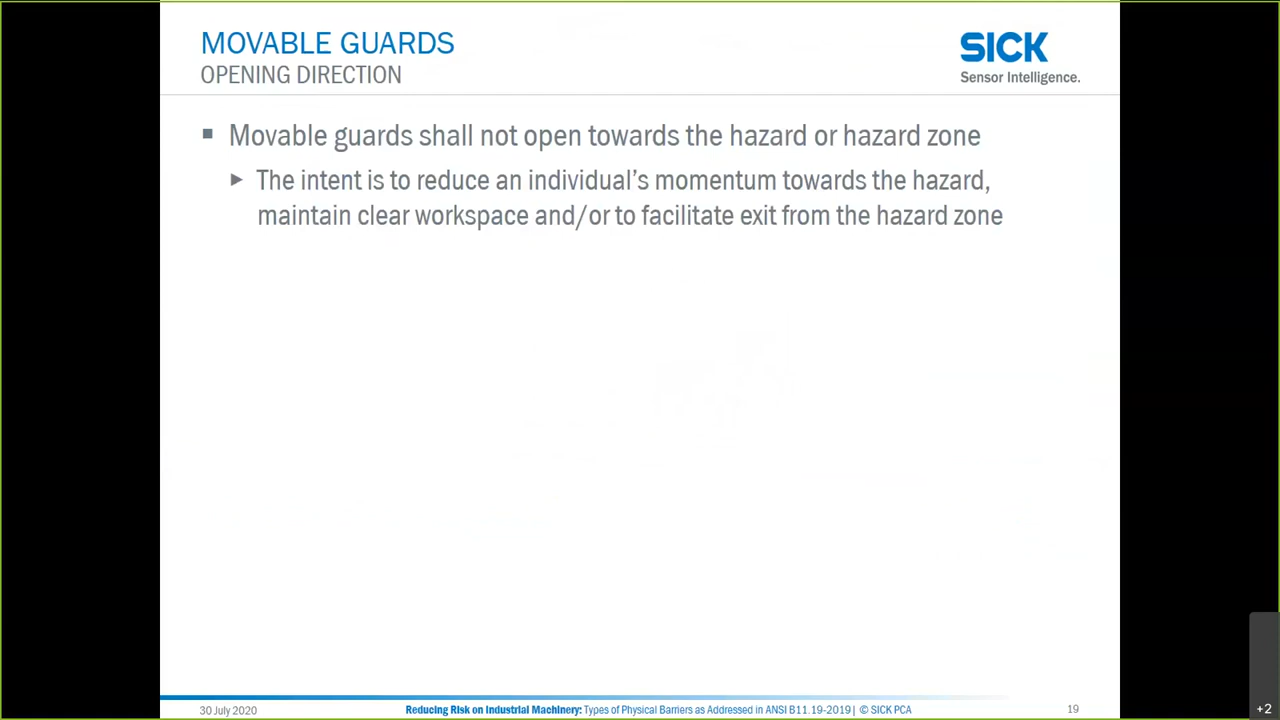 MOVABLE GUARDS
OPENING DIRECTION
SICK
Sensor Intelligence.
■ Movable guards shall not open towards the hazard or hazard zone
► The intent is to reduce an individual’s momentum towards the hazard,
maintain clear workspace and/or to facilitate exit from the hazard zone
30 July 2020
Reducing Risk on Industrial Machinery: Types of Physical Barriers as Addressed in ANSI B11.19-2019| © SICK PCA
19
+2